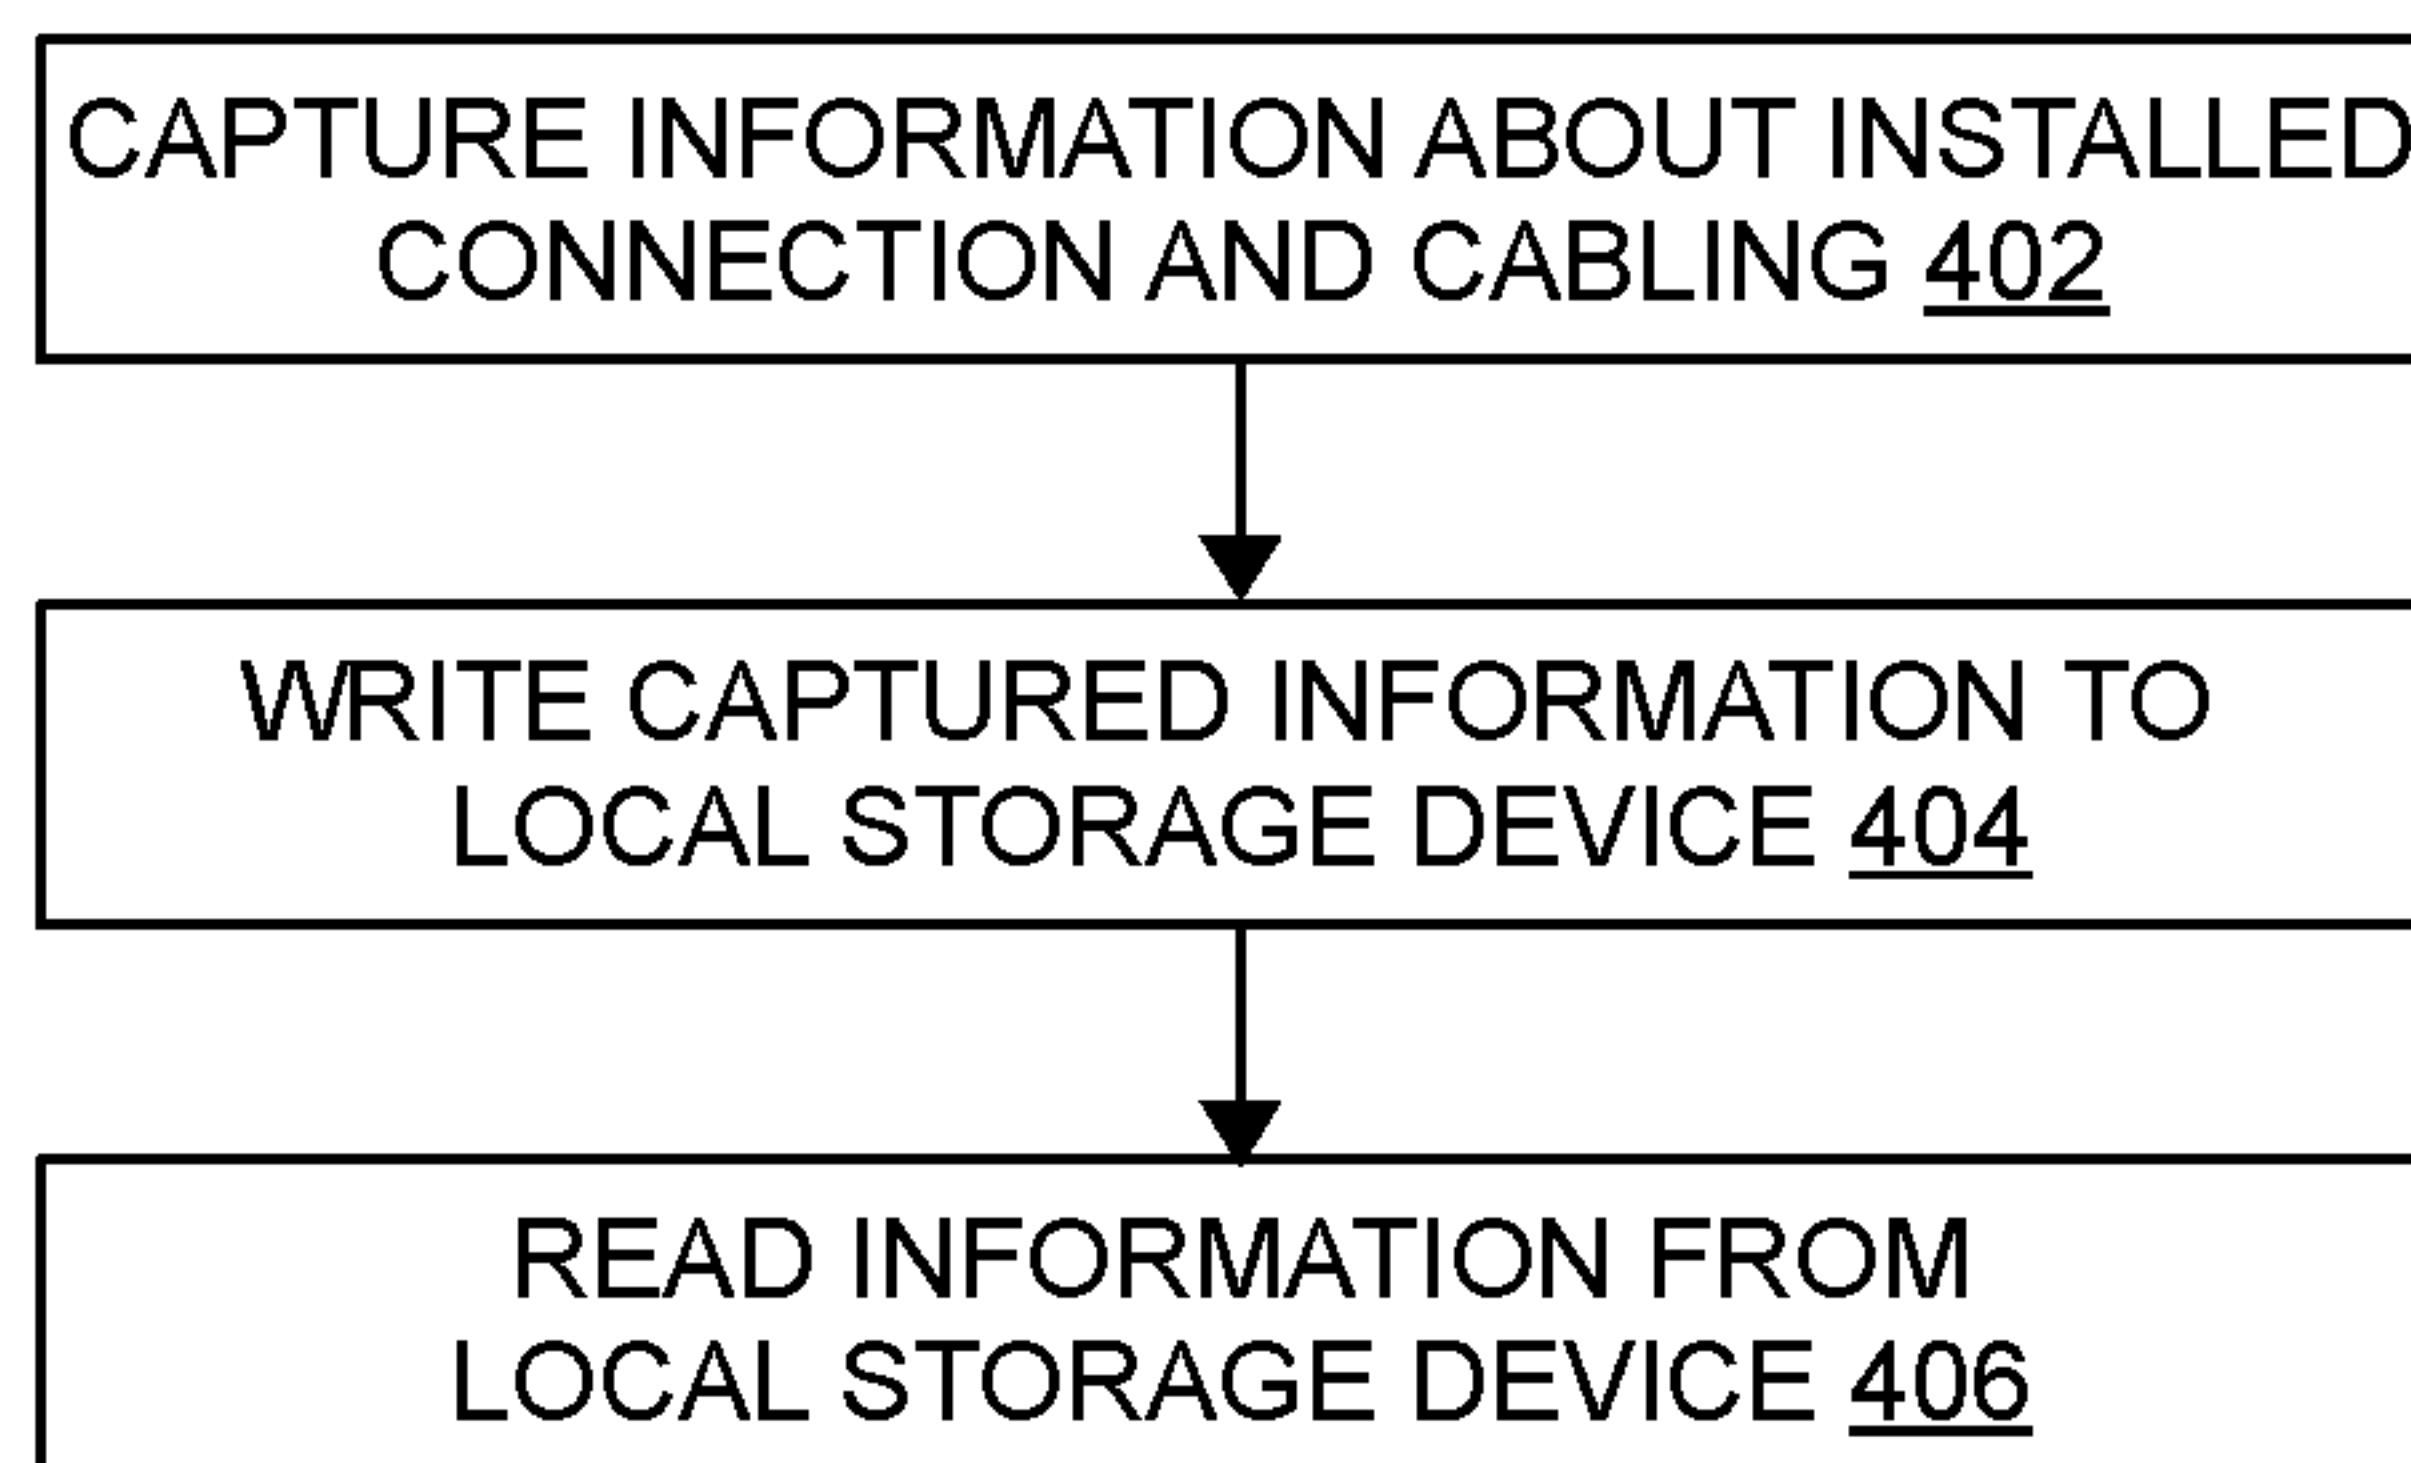 CAPTURE INFORMATION ABOUT INSTALLED
CONNECTION AND CABLING 402
WRITE CAPTURED INFORMATION TO
LOCAL STORAGE DEVICE 404
READ INFORMATION FROM
LOCAL STORAGE DEVICE 406